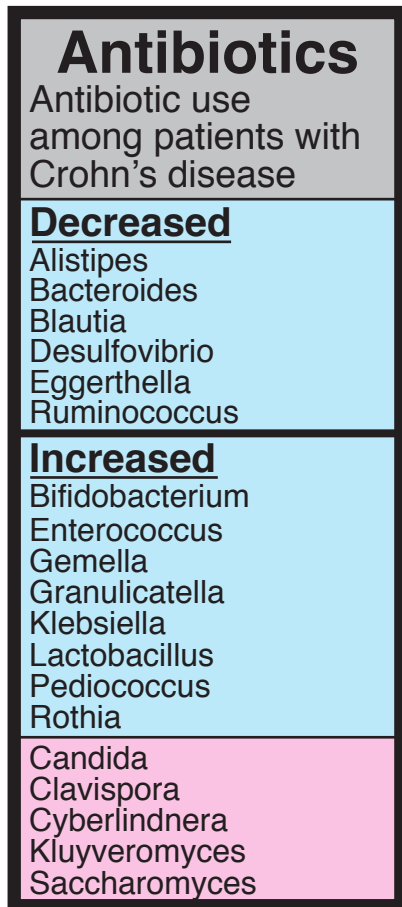 Antibiotics
Antibiotic use
among patients with
Crohn's disease
Decreased
Alistipes
Bacteroides
Blautia
Desulfovibrio
Eggerthella
Ruminococcus
Increased
Bifidobacterium
Enterococcus
Gemella
Granulicatella
Klebsiella
Lactobacillus
Pediococcus
Rothia
Candida
Clavispora
Cyberlindnera
Kluyveromyces
Saccharomyces